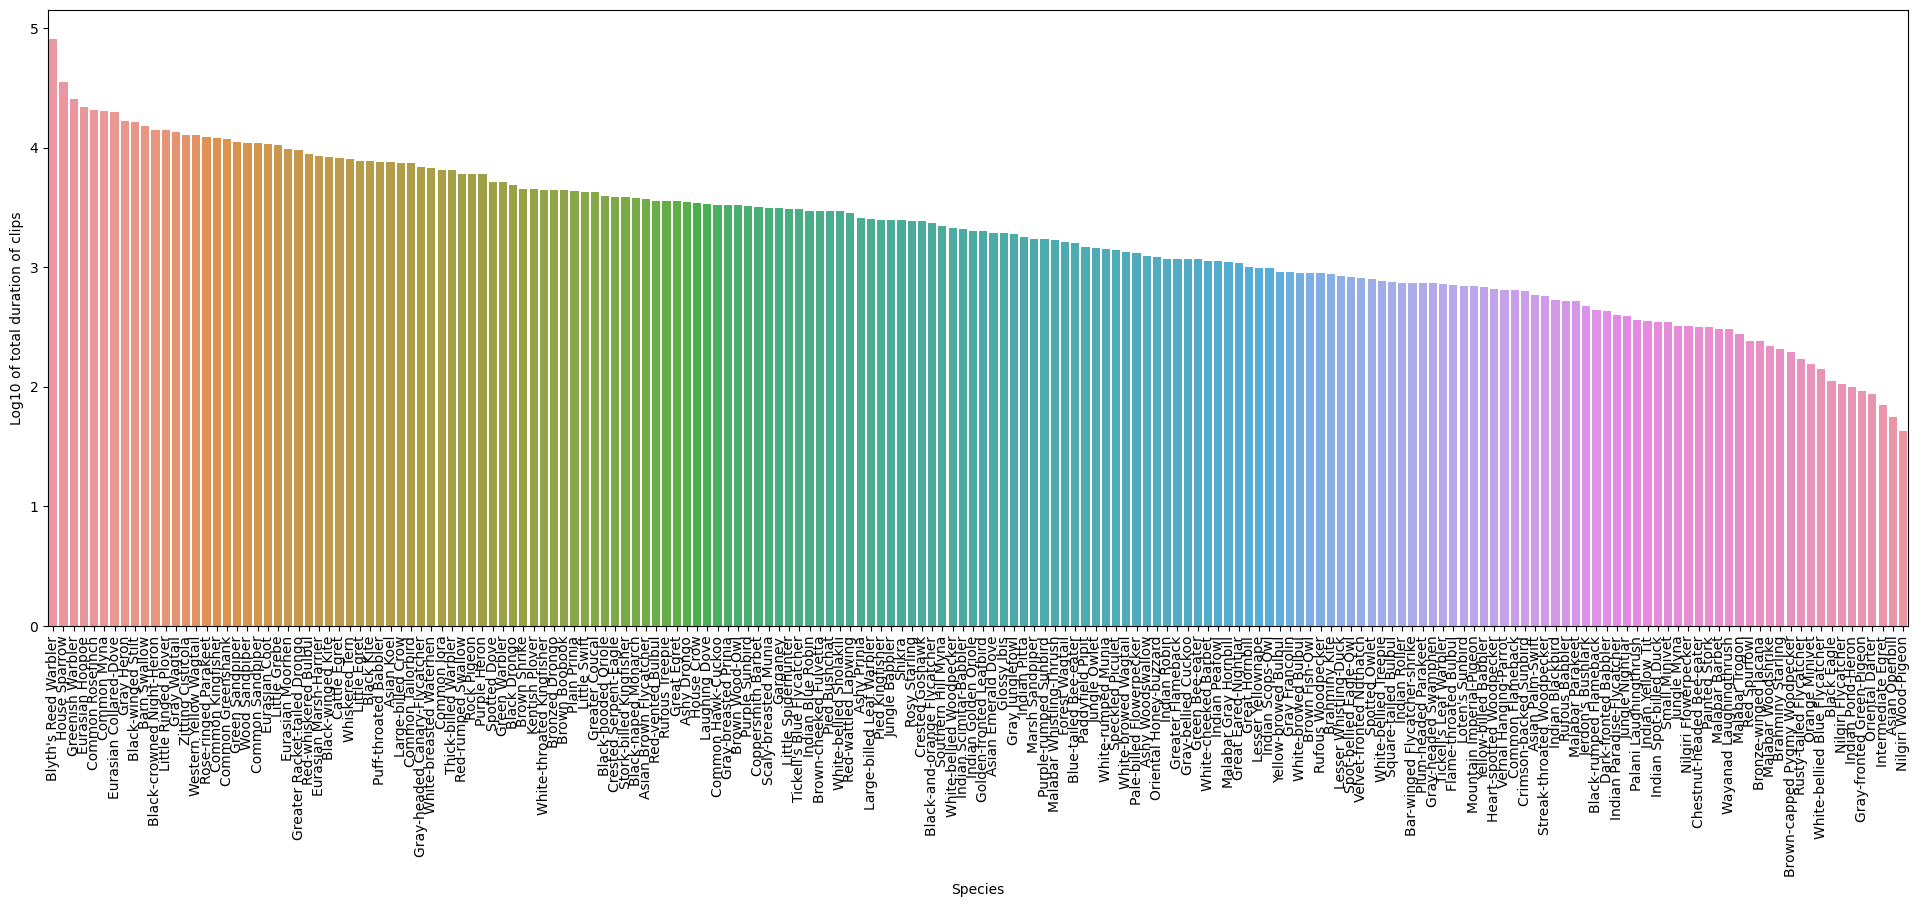 5
4
3
2
1
0
Log10 of total duration of clips
Blyth's Reed Warbler
House Sparrow
Greenish Warbler
Eurasian Hoopoe
Common Rosefinch
Common Myna
Eurasian Collared Dove
Gray Heron
Black-winged Stilt
Barn Swallow
Black-crowned Night Heron
Little Ringed Plover
Gray Wagtail
Zitting Cisticola
Western Yellow Wagtail
Rose-ringed Parakeet
Common Kingfisher
Common Greenshank
Green Sandpiper
Wood Sandpiper
Common Sandpiper
Eurasian Coot
Little Grebe
Eurasian Moorhen
Greater Racket-tailed Drongo
Red-whiskered Bulbul
Eurasian Marsh-Harrier
Black-winged Kite
Cattle Egret
Whiskered Tern
Little Egret
Black Kite
Puff-throated Babbler
Asian Koel
Large-billed Crow
Common Tailorbird
Gray-headed Canary-Flycatcher
White-breasted Waterhen
Common Iora
Thick-billed Warbler
Red-rumped Swallow
Rock Pigeon
Purple Heron
Spotted Dove
Green Warbler
Black Drongo
Brown Shrike
Kentish Plover
White-throated Kingfisher
Bronzed Drongo
Brown Boobook
Plain Prinia
Little Swift
Greater Coucal
Black-hooded Oriole
Crested Serpent-Eagle
Stork-billed Kingfisher
Black-naped Monarch
Asian Brown Flycatcher
Red-vented Bulbul
Rufous Treepie
Great Egret
Ashy Drongo
House Crow
Laughing Dove
Common Hawk-Cuckoo
Gray-breasted Prinia
Brown Wood-Owl
Purple Sunbird
Coppersmith Barbet
Scaly-breasted Munia
Garganey
Little Spiderhunter
Tickell's Blue Flycatcher
Indian Blue Robin
Brown-cheeked Fulvetta
Black Bulbul
White-bellied Sholakili
Red-wattled Lapwing
Ashy Prinia
Large-billed Leaf Warbler
Pied Kingfisher
Jungle Babbler
Shikra
Rosy Starling
Crested Goshawk
Black-and-orange Flycatcher
Southern Hill Myna
White-bellied Woodpecker
Indian Scimitar-Babbler
Indian Golden Oriole
Golden-fronted Leafbird
Asian Emerald Dove
Glossy Ibis
Gray Junglefowl
Indian Pitta
Marsh Sandpiper
Purple-rumped Sunbird
Malabar Whistling-Thrush
Forest Wagtail
Blue-tailed Bee-eater
Paddyfield Pipit
Jungle Owlet
White-rumped Munia
Speckled Piculet
White-browed Wagtail
Pale-billed Flowerpecker
Ashy Woodswallow
Oriental Honey-buzzard
Indian Robin
Greater Flameback
Gray-bellied Cuckoo
Green Bee-eater
White-cheeked Barbet
Indian Peafowl
Malabar Gray Hornbill
Great Eared-Nightjar
Great Hornbill
Lesser Yellownape
Indian Scops-Owl
Yellow-browed Bulbul
Gray Francolin
White-browed Bulbul
Brown Fish-Owl
Rufous Woodpecker
Brahminy Kite
Lesser Whistling-Duck
Spot-bellied Eagle-Owl
Velvet-fronted Nuthatch
Spotted Owlet
White-bellied Treepie
Square-tailed Bulbul
Indian Roller
Bar-winged Flycatcher-shrike
Plum-headed Parakeet
Gray-headed Swamphen
Tickell's Leaf Warbler
Flame-throated Bulbul
Loten's Sunbird
Mountain Imperial-Pigeon
Yellow-billed Babbler
Heart-spotted Woodpecker
Vernal Hanging-Parrot
Common Flameback
Crimson-backed Sunbird
Asian Palm-Swift
Streak-throated Woodpecker
Indian Blackbird
Rufous Babbler
Malabar Parakeet
Indian Cuckoo
Black-rumped Flameback
Dark-fronted Babbler
Indian Paradise-Flycatcher
Jungle Nightjar
Palani Laughingthrush
Indian Yellow Tit
Indian Spot-billed Duck
Small Minivet
Jungle Myna
Nilgiri Flowerpecker
Chestnut-headed Bee-eater
Painted Stork
Malabar Barbet
Wayanad Laughingthrush
Malabar Trogon
Red Spurfowl
Bronze-winged Jacana
Malabar Woodshrike
Brahminy Starling
Brown-capped Pygmy Woodpecker
Rusty-tailed Flycatcher
Orange Minivet
White-bellied Blue Flycatcher
Black Eagle
Nilgiri Flycatcher
Indian Pond-Heron
Gray-fronted Green-Pigeon
Oriental Darter
Intermediate Egret
Asian Openbill
Nilgiri Wood-Pigeon
Species